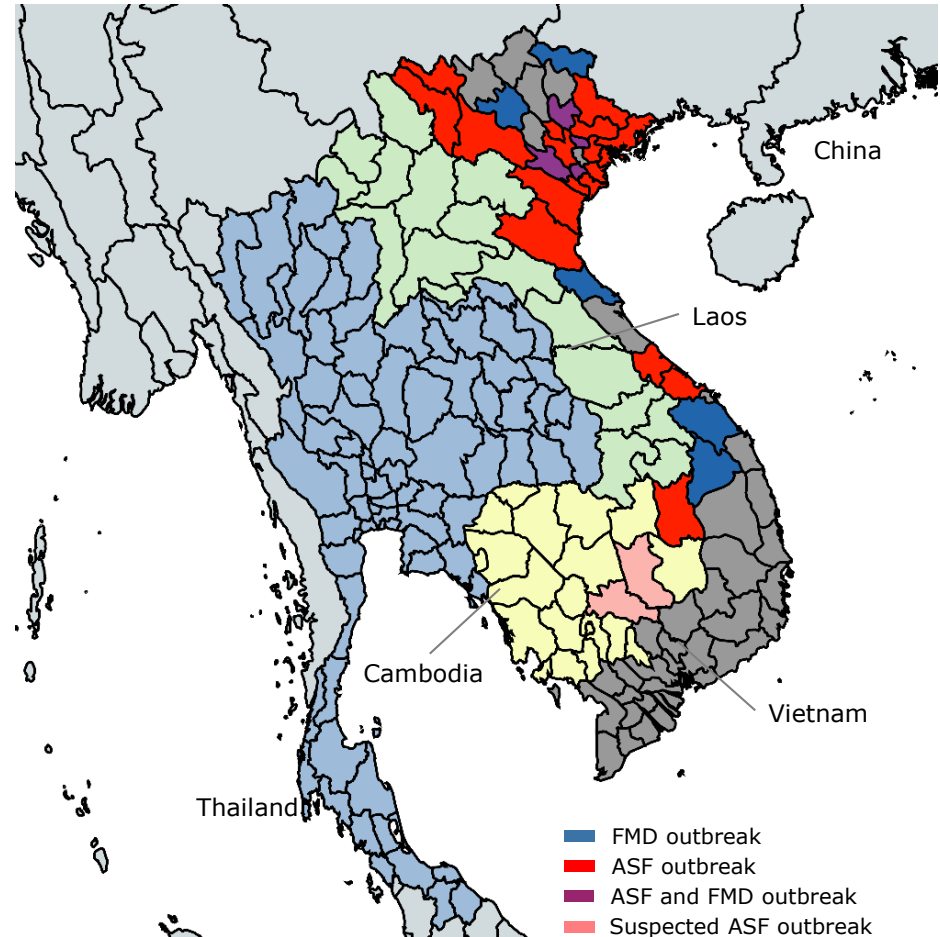 China
Laos
Cambodia
Vietnam
Thailand
FMD outbreak
ASF outbreak
ASF and FMD outbreak
Suspected ASF outbreak